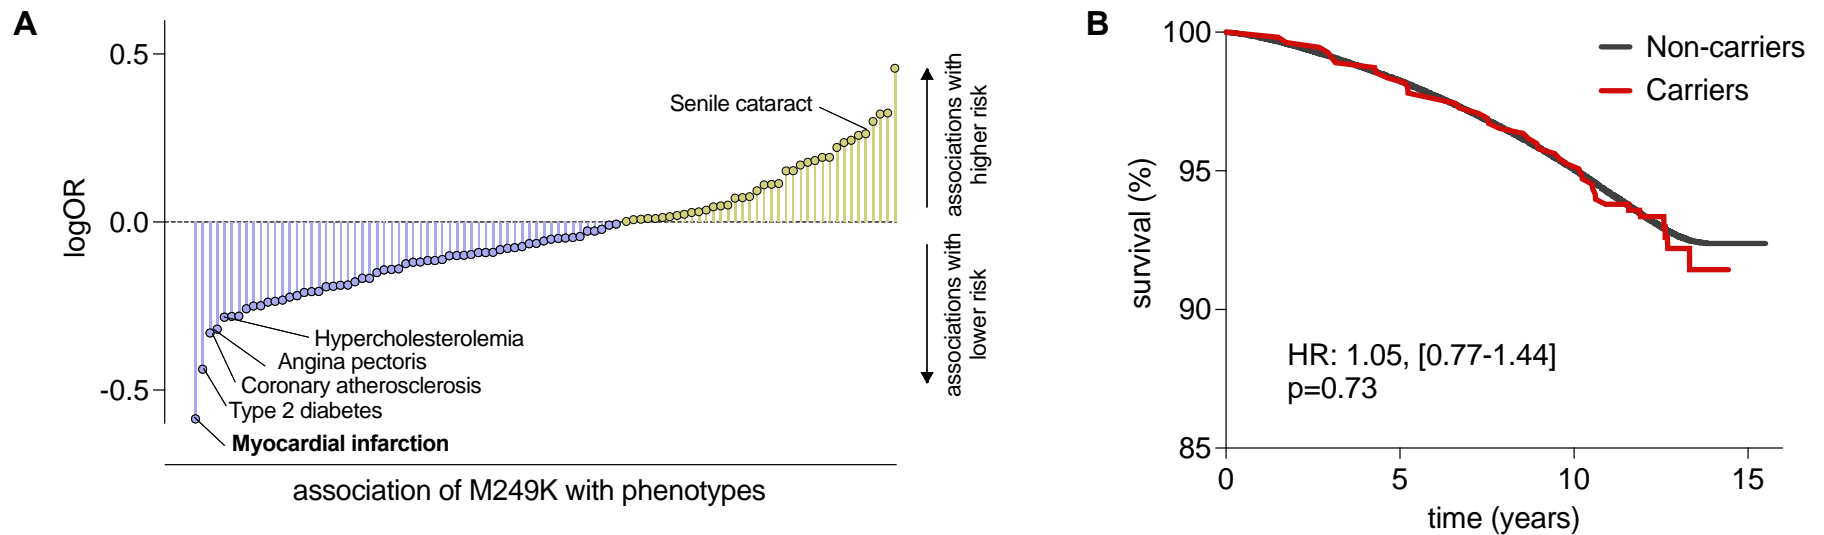 A
0.5
0.0
-0.5
logOR
Senile cataract
Hypercholesterolemia
Angina pectoris
Coronary atherosclerosis
Type 2 diabetes
Myocardial infarction
association of M249K with phenotypes
associations with
higher risk
associations with
lower risk
B
100
95
90
85
survival (%)
Non-carriers
Carriers
HR: 1.05, [0.77-1.44]
p=0.73
0
5
10
15
time (years)